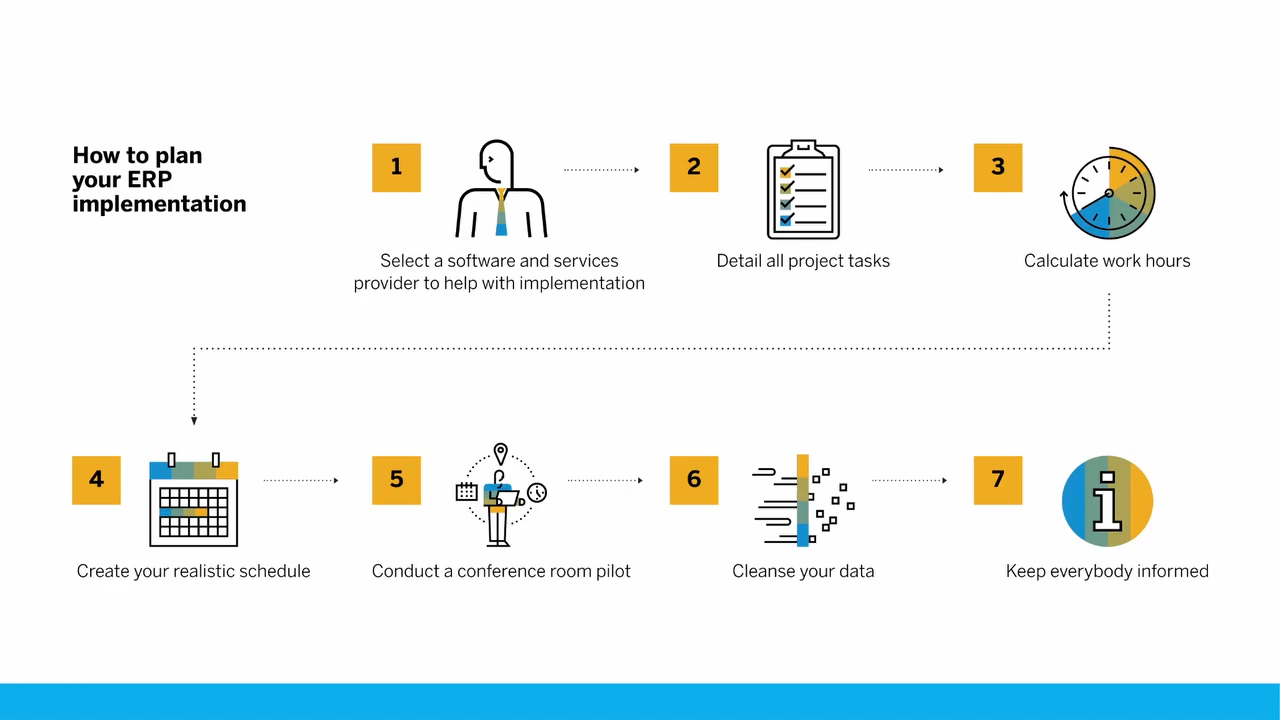 How to plan
your ERP
implementation
1
Select a software and services
provider to help with implementation
2
Detail all project tasks
3
Calculate work hours
4
Create your realistic schedule
5
Conduct a conference room pilot
6
Cleanse your data
7
i
Keep everybody informed